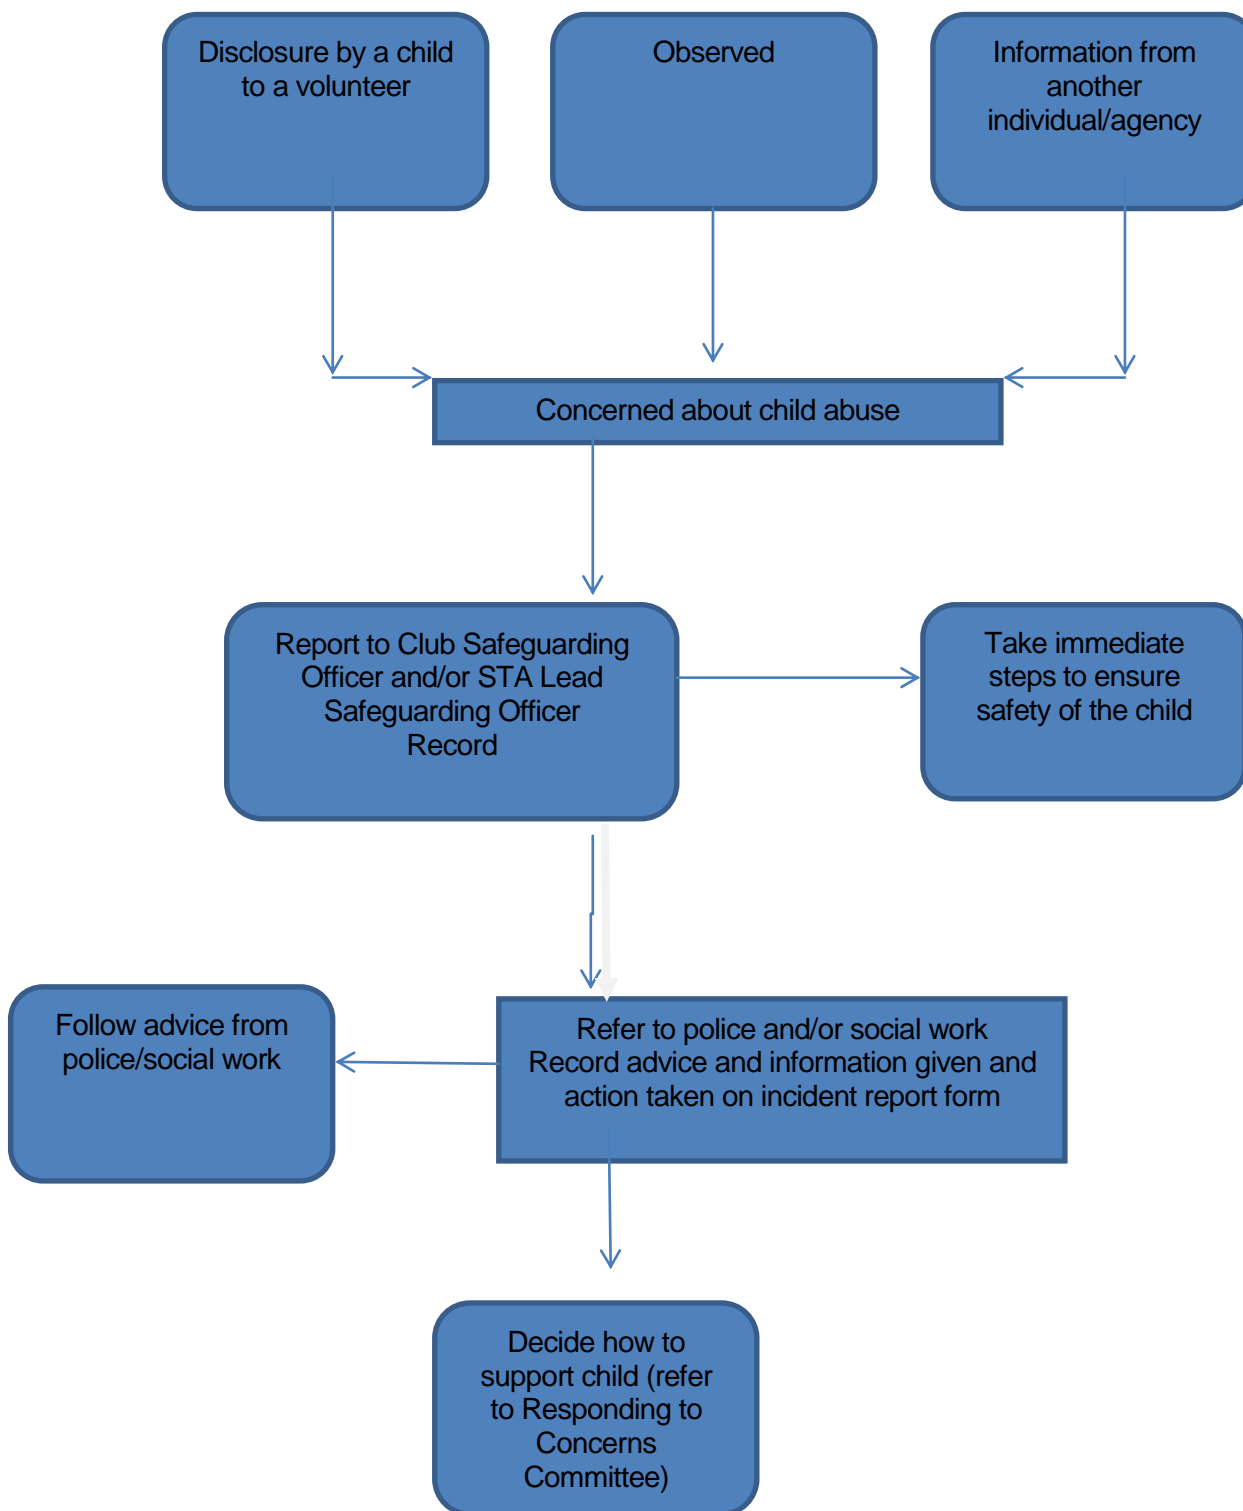 Disclosure by a child
to a volunteer
Observed
Information from
another
individual/agency
Concerned about child abuse
Report to Club Safeguarding
Officer and/or STA Lead
Safeguarding Officer
Record
Take immediate
steps to ensure
safety of the child
Follow advice from
police/social work
Refer to police and/or social work
Record advice and information given and
action taken on incident report form
Decide how to
support child (refer
to Responding to
Concerns
Committee)